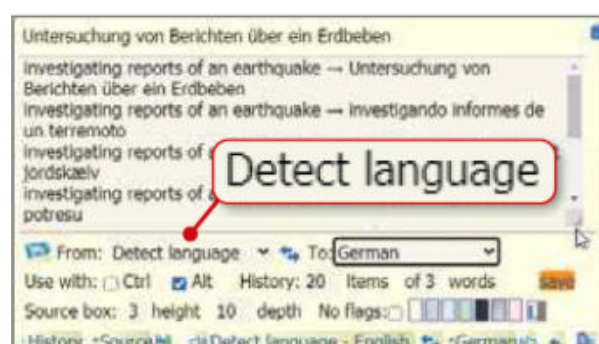 Untersuchung von Berichten über ein Erdbeben
investigating reports of an earthquake → Untersuchung von
Berichten über ein Erdbeben
investigating reports of an earthquake → investigando informes de
un terremoto
investigating reports of
jordskælv
investigating reports of
potresu
Detect language
From: Detect language To: German
Use with: Ctrl Alt History: 20 Items of 3 words save
Source box: 3 height 10 depth No flags:
Detect language - English